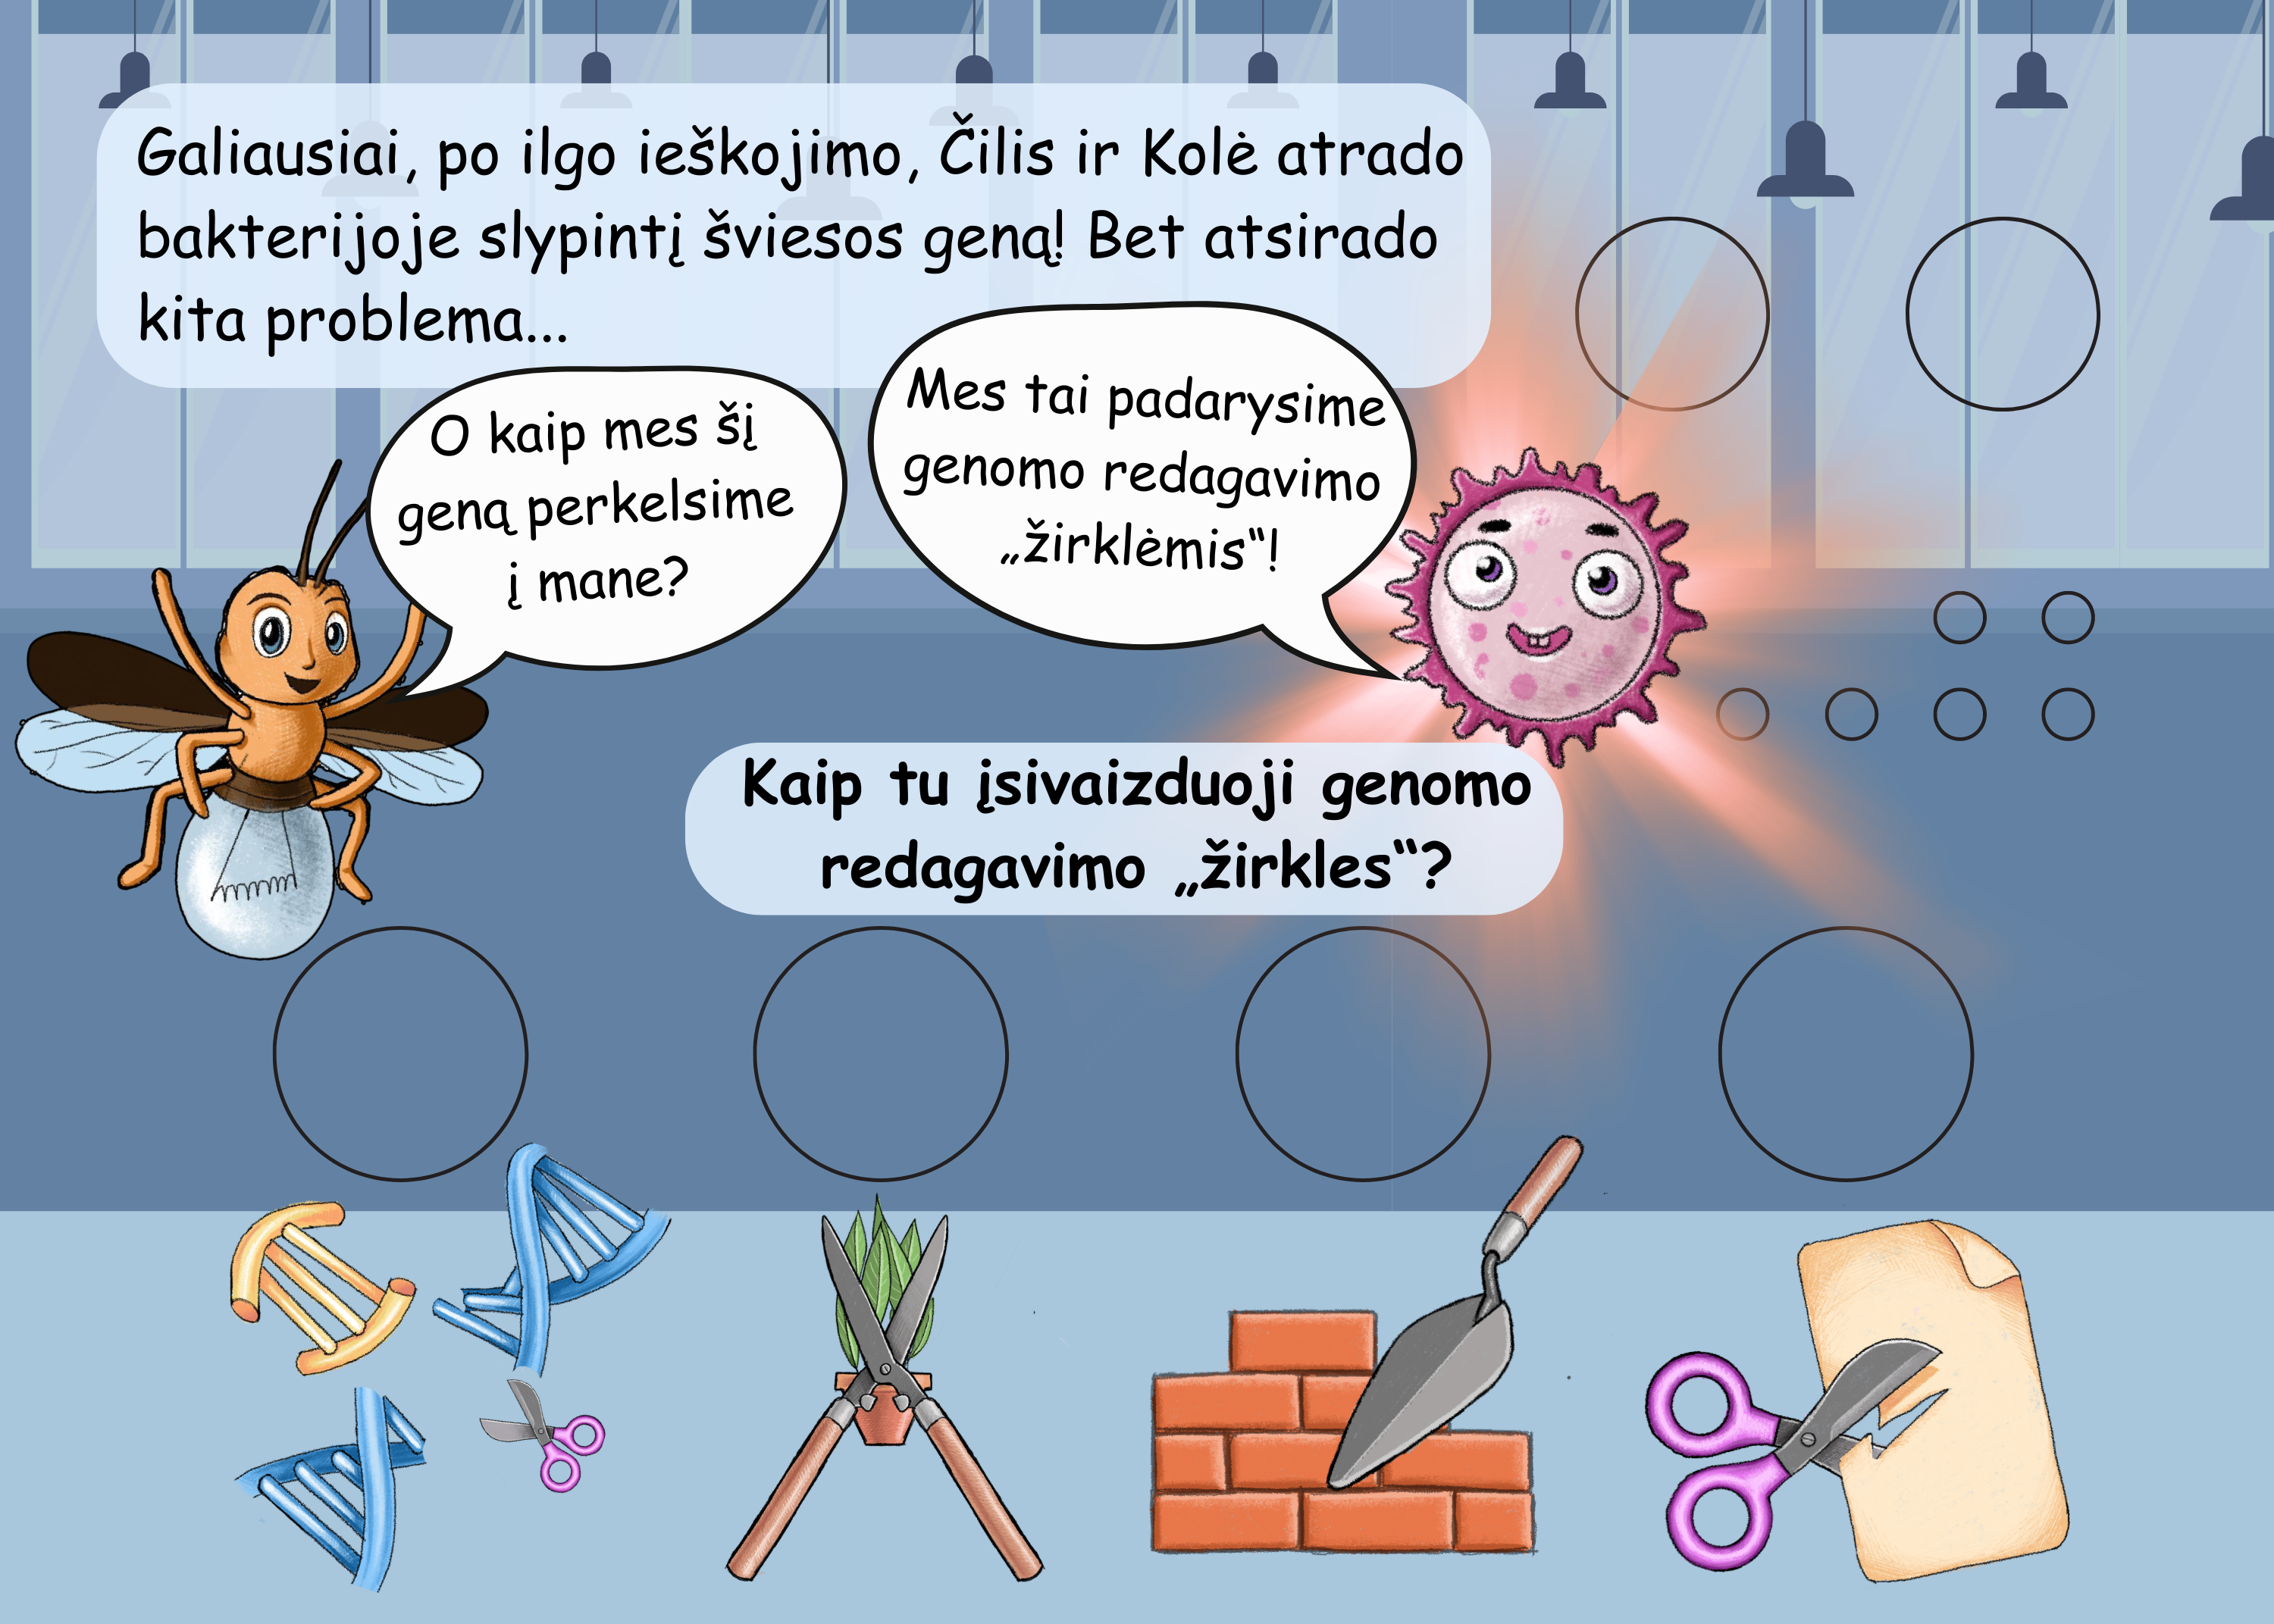 Galiausiai, po ilgo ieškojimo, Čilis ir Kolė atrado
bakterijoje slypintį šviesos geną! Bet atsirado
kita problema...
O kaip mes šį
geną perkelsime
į mane?
Mes tai padarysime
genomo redagavimo
„žirklėmis“!
Kaip tu įsivaizduoji genomo
redagavimo „žirkles“?